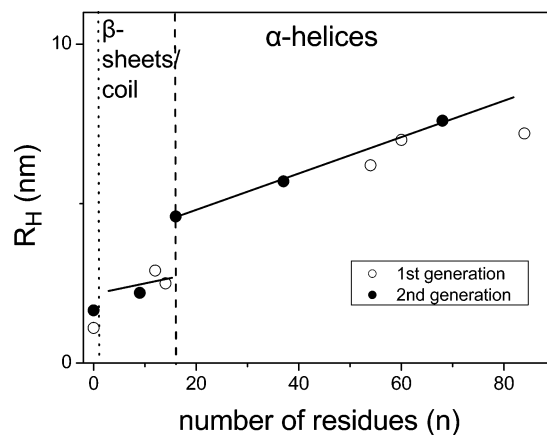 10
β-
sheets/
coil
α-helices
R_H (nm)
1st generation
2nd generation
0
0 20 40 60 80
number of residues (n)